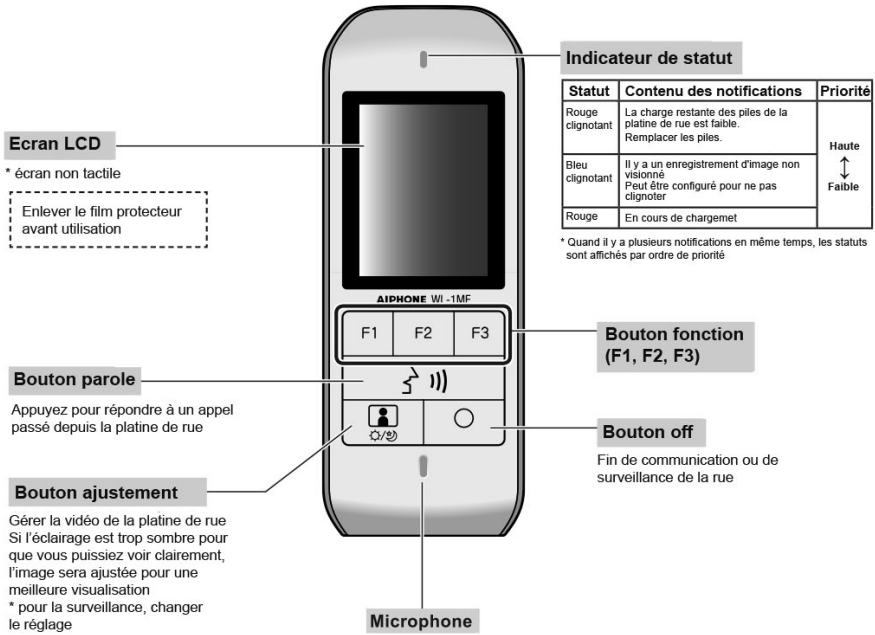 Indicateur de statut
Statut Contenu des notifications Priorité
Rouge clignotant
La charge restante des piles de la
platine de rue est faible.
Remplacer les piles.
Bleu clignotant
Il y a un enregistrement d'image non
visionné
Peut être configuré pour ne pas
clignoter
Rouge
En cours de chargemet
Haute
Faible
* Quand il y a plusieurs notifications en même temps, les statuts
sont affichés par ordre de priorité
Ecran LCD
* écran non tactile
Enlever le film protecteur
avant utilisation
AIPHONE WL-1MF
F1 F2 F3
Bouton fonction
(F1, F2, F3)
Bouton parole
Appuyez pour répondre à un appel
passé depuis la platine de rue
Bouton off
Fin de communication ou de
surveillance de la rue
Bouton ajustement
Gérer la vidéo de la platine de rue
Si l'éclairage est trop sombre pour
que vous puissiez voir clairement,
l'image sera ajustée pour une
meilleure visualisation
* pour la surveillance, changer
le réglage
Microphone